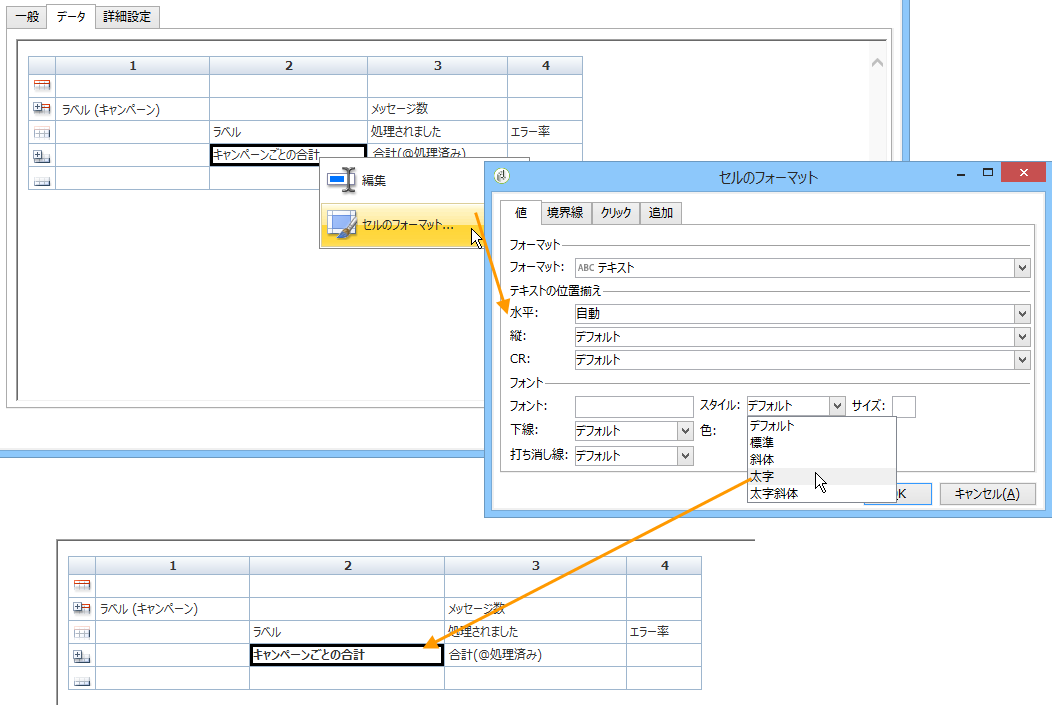 一般 データ 詳細設定
1 2 3 4
ラベル (キャンペーン) メッセージ数
ラベル 処理されました エラー率
キャンペーンごとの合計 合計(@処理済み)
編集
セルのフォーマット...
セルのフォーマット
値 境界線 クリック 追加
フォーマット
フォーマット: ABC テキスト
テキストの位置揃え
水平: 自動
縦: デフォルト
CR: デフォルト
フォント
フォント: スタイル: デフォルト サイズ:
下線: デフォルト 色:
打ち消し線: デフォルト
デフォルト
標準
斜体
太字
太字斜体
K キャンセル(A)
1 2 3 4
ラベル (キャンペーン) メッセージ数
ラベル 処理されました エラー率
キャンペーンごとの合計 合計(@処理済み)